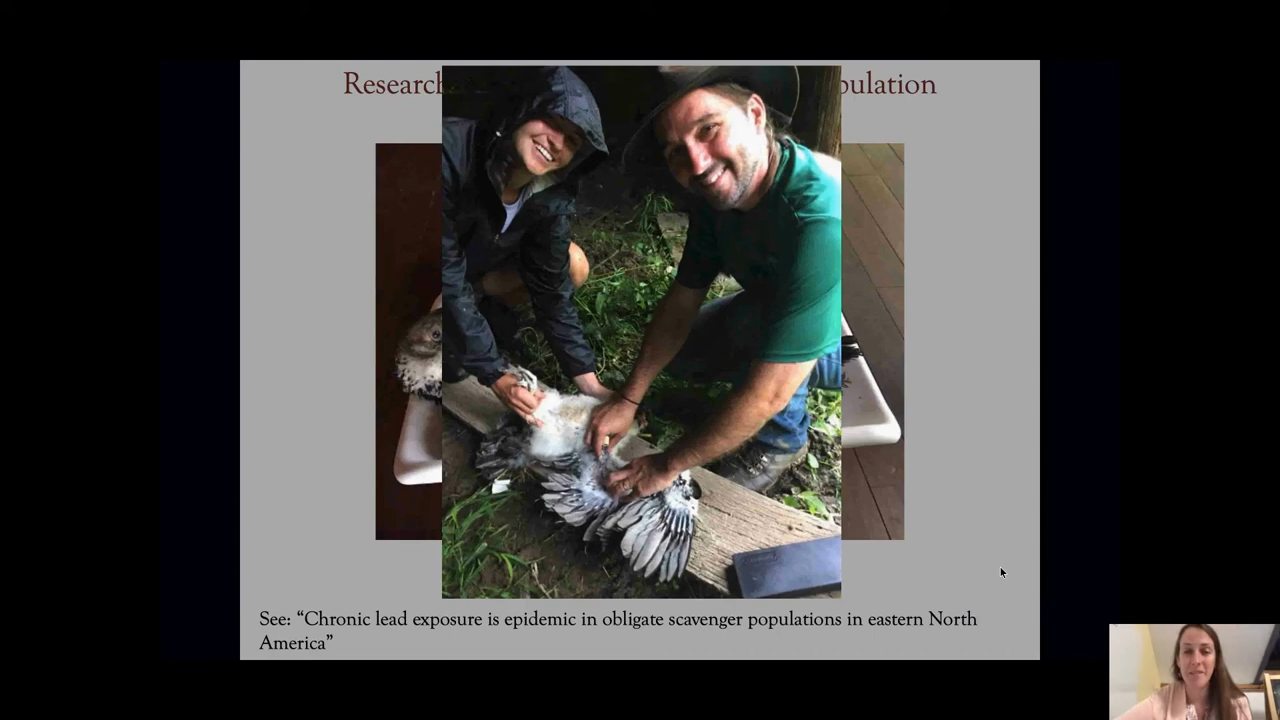 Research
pulation
See: “Chronic lead exposure is epidemic in obligate scavenger populations in eastern North
America”